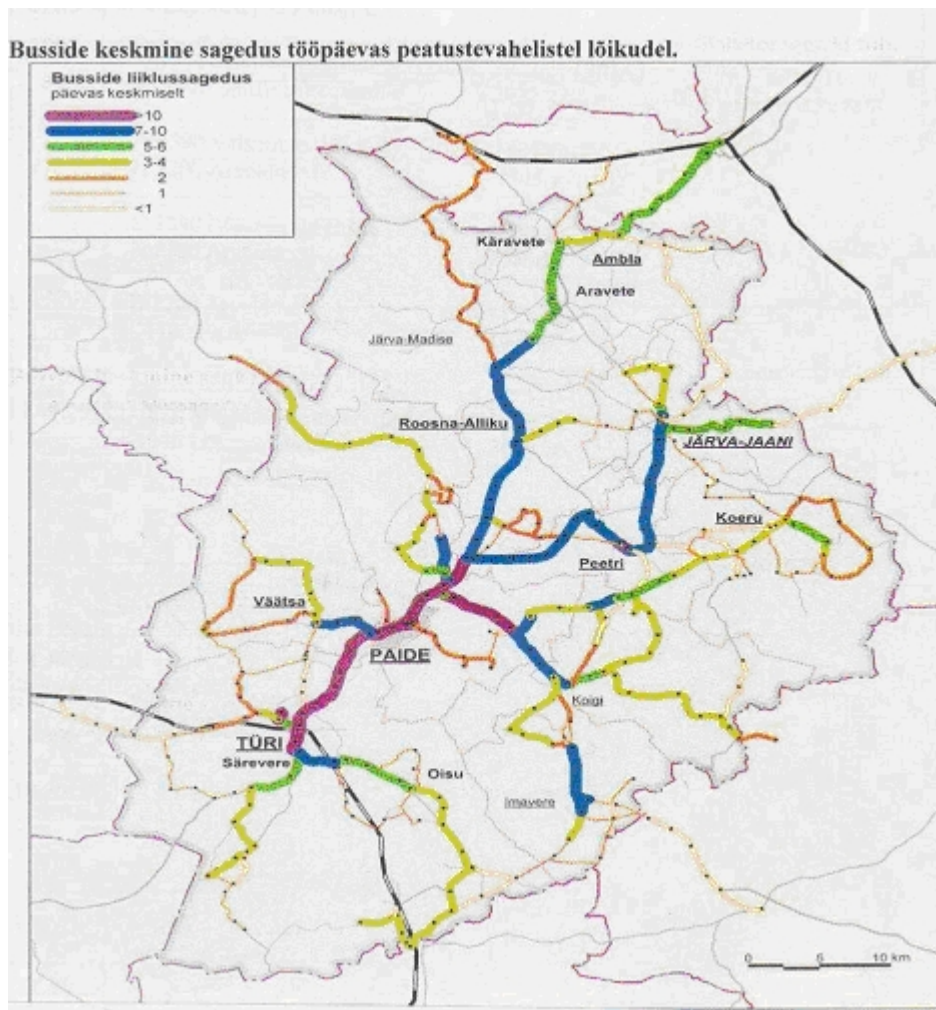 Busside keskmine sagedus tööpäevas peatustevahelistel lõikudel.
Busside liiklussagedus
päevas keskmiselt
>10
7-10
5-6
3-4
2
1
<1
Käravete
Ambla
Aravete
Järva-Madise
Roosna-Alliku
JÄRVA-JAANI
Koeru
Peetri
Väätsa
PAIDE
Koigi
TÜRI
Särevere
Oisu
Imavere
0 5 10 km